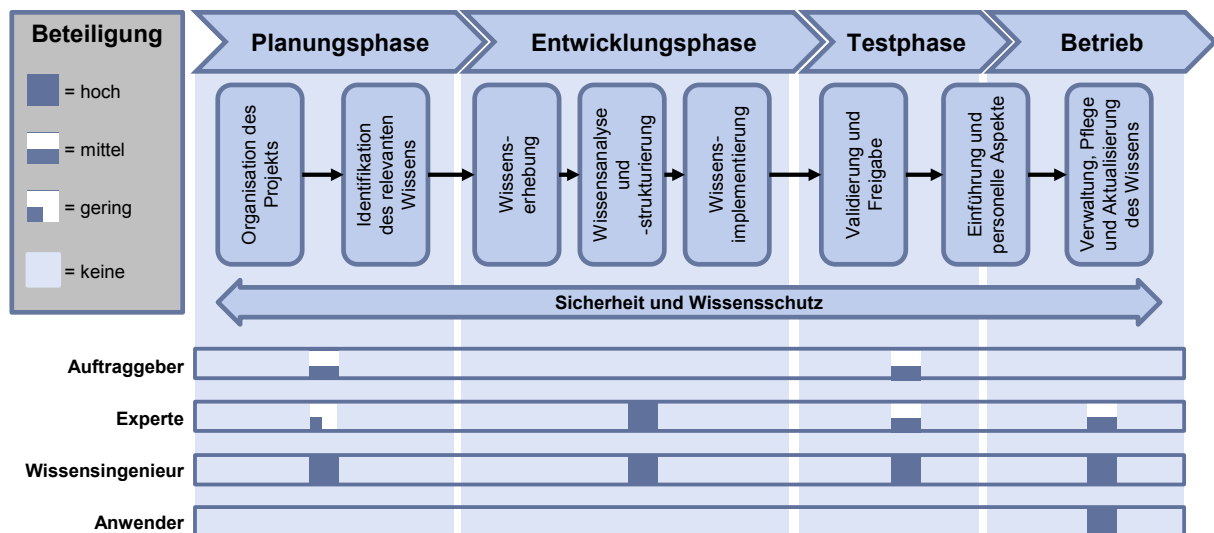 Beteiligung
= hoch
= mittel
= gering
= keine
Planungsphase
Entwicklungsphase
Testphase
Betrieb
Organisation des
Projekts
Identifikation
des relevanten
Wissens
Wissens-
erhebung
Wissensanalyse
und
-strukturierung
Wissens-
implementierung
Validierung und
Freigabe
Einführung und
personelle Aspekte
Verwaltung, Pflege
und Aktualisierung
des Wissens
Sicherheit und Wissensschutz
Auftraggeber
Experte
Wissensingenieur
Anwender